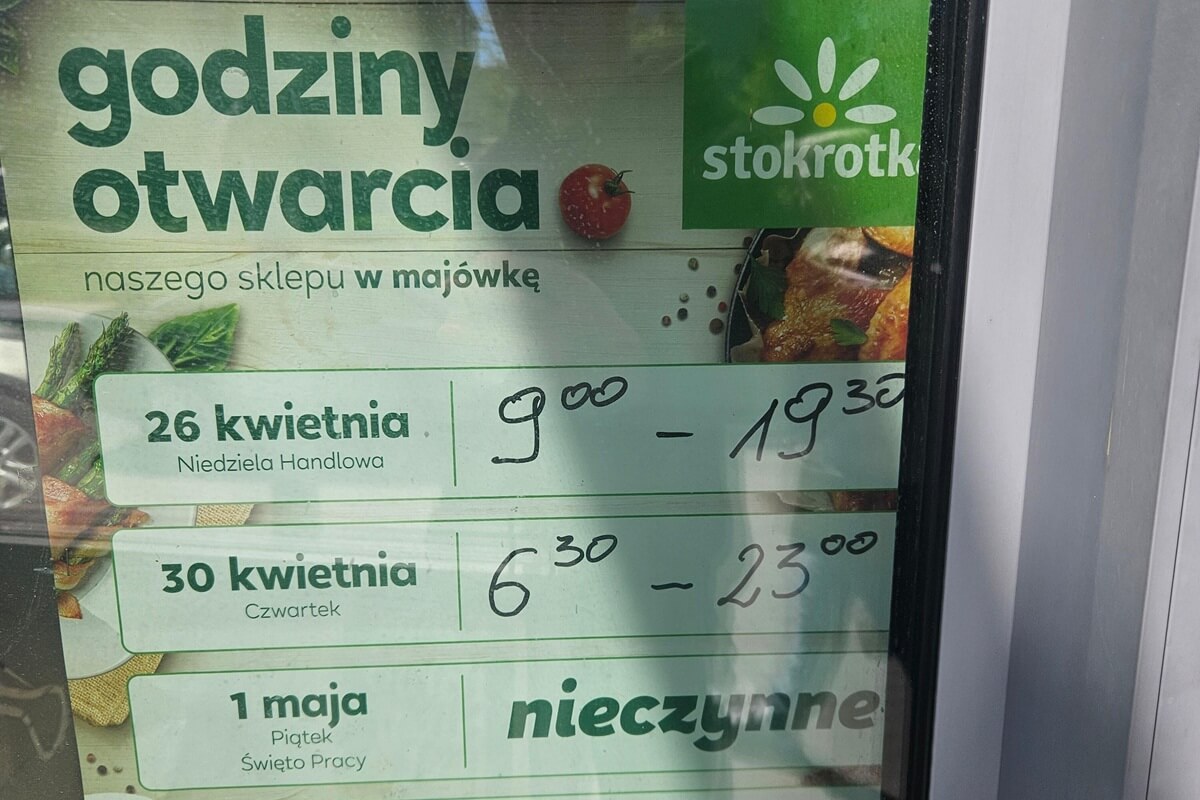 godziny
otwarcia
naszego sklepu w majówkę
stokrotka
26 kwietnia
Niedziela Handlowa
9⁰⁰ - 19³⁰
30 kwietnia
Czwartek
6³⁰ - 23⁰⁰
1 maja
Piątek
Święto Pracy
nieczynne